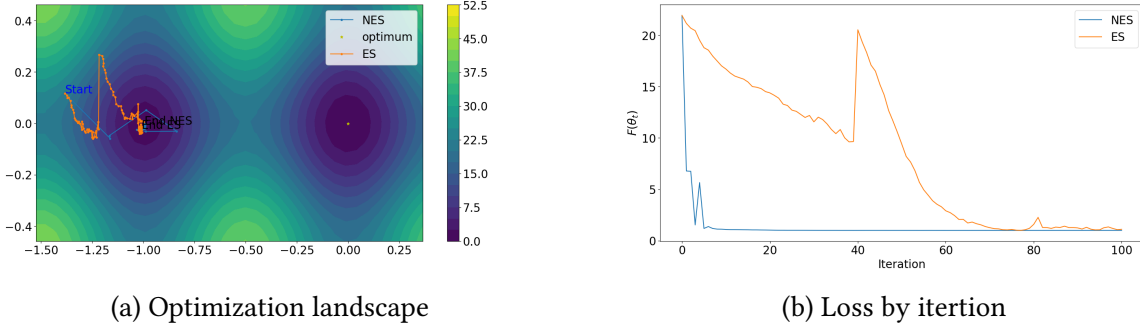 0.4
0.2
0.0
−0.2
−0.4
−1.50
−1.25
−1.00
−0.75
−0.50
−0.25
0.00
0.25
Start
End NES
End ES
NES
optimum
ES
52.5
45.0
37.5
30.0
22.5
15.0
7.5
0.0
(a) Optimization landscape
F(θt)
20
15
10
5
0
0
20
40
60
80
100
Iteration
NES
ES
(b) Loss by itertion